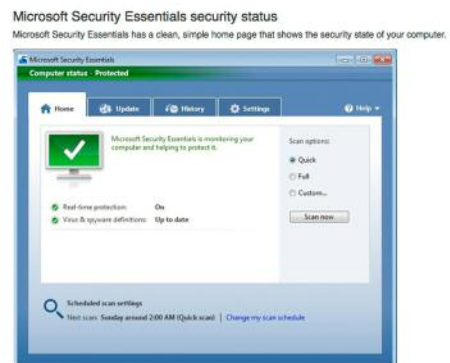 Microsoft Security Essentials security status
Microsoft Security Essentials has a clean, simple home page that shows the security state of your computer.
Microsoft Security Essentials
Computer status - Protected
Home Update History Settings Help
Microsoft Security Essentials is monitoring your
computer and helping to protect it.
Real-time protection: On
Virus & spyware definitions: Up to date
Scan options:
Quick
Full
Custom...
Scan now
Scheduled scan settings
Next scan: Sunday around 2:00 AM (Quick scan) | Change my scan schedule